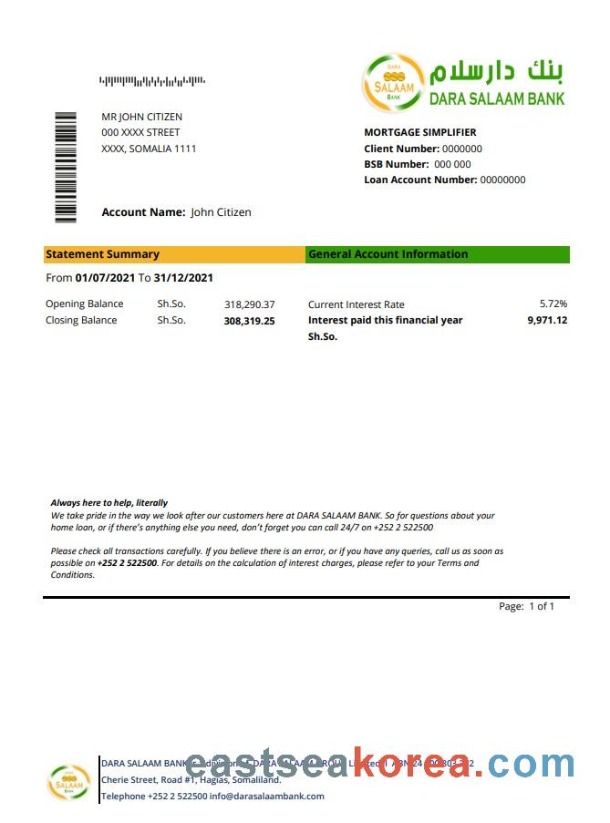 بنك دارسلام
DARA SALAAM BANK
DARA
SALAAM
BANK
MR JOHN CITIZEN
000 XXXX STREET
XXXX, SOMALIA 1111
MORTGAGE SIMPLIFIER
Client Number: 0000000
BSB Number: 000 000
Loan Account Number: 00000000
Account Name: John Citizen
Statement Summary
From 01/07/2021 To 31/12/2021
Opening Balance Sh.So. 318,290.37
Closing Balance Sh.So. 308,319.25
General Account Information
Current Interest Rate 5.72%
Interest paid this financial year 9,971.12
Sh.So.
Always here to help, literally
We take pride in the way we look after our customers here at DARA SALAAM BANK. So for questions about your
home loan, or if there’s anything else you need, don’t forget you can call 24/7 on +252 2 522500
Please check all transactions carefully. If you believe there is an error, or if you have any queries, call us as soon as
possible on +252 2 522500. For details on the calculation of interest charges, please refer to your Terms and
Conditions.
Page: 1 of 1
SALAAM
BANK
DARA SALAAM BANK
eastseakorea.com
Cherie Street, Road #1, Hagias, Somaliland.
Telephone +252 2 522500 info@darasalaambank.com